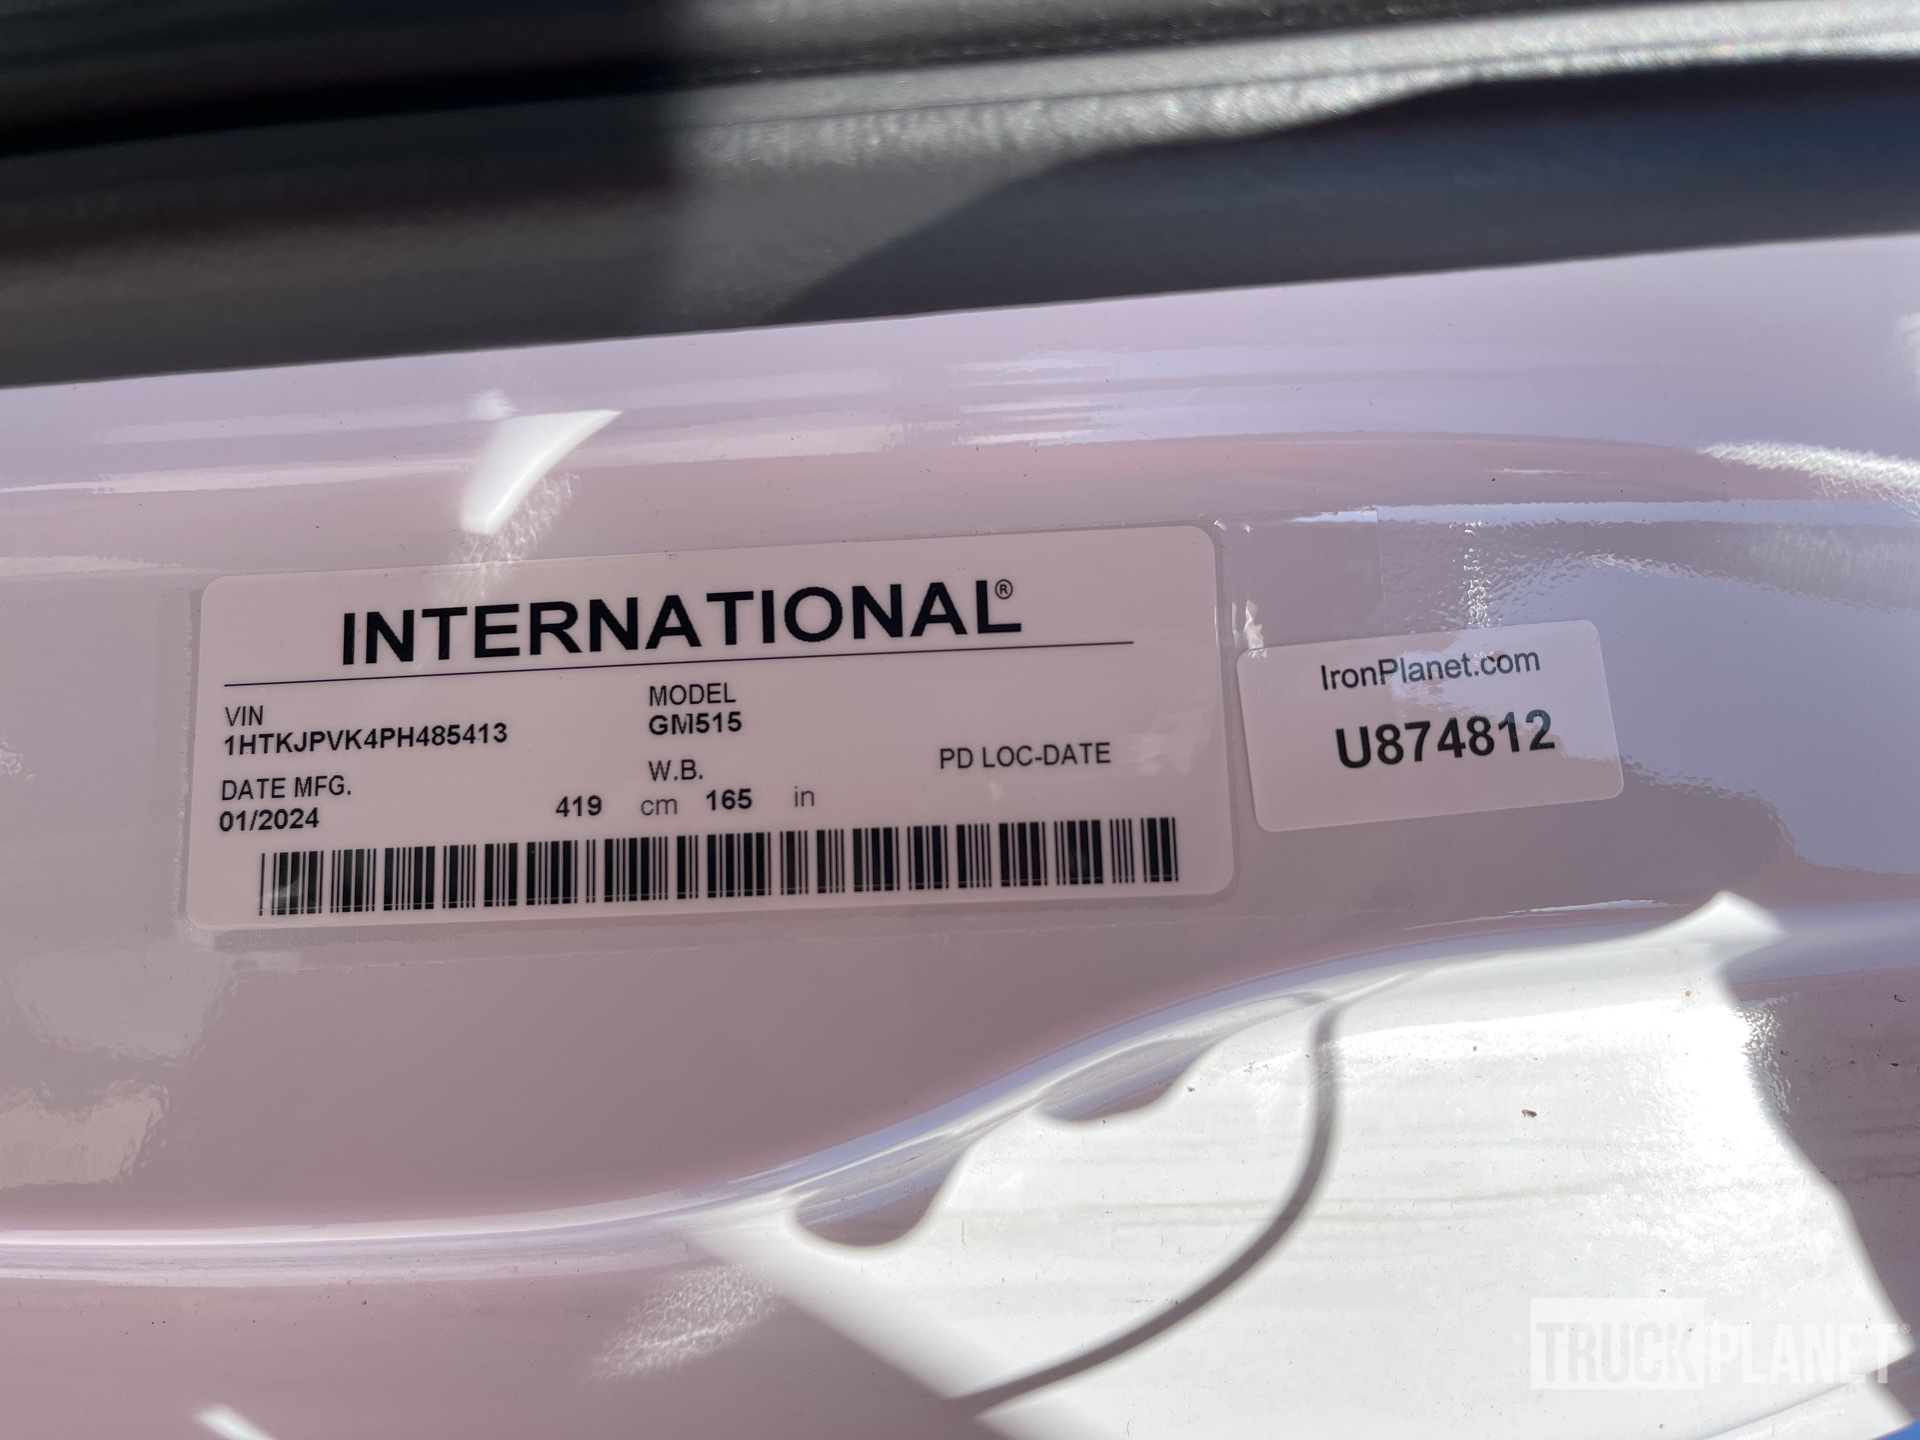 INTERNATIONAL®
VIN
1HTKJPVK4PH485413
MODEL
GM515
DATE MFG.
01/2024
W.B.
419 cm 165 in
PD LOC-DATE
IronPlanet.com
U874812
TRUCKPLANET®